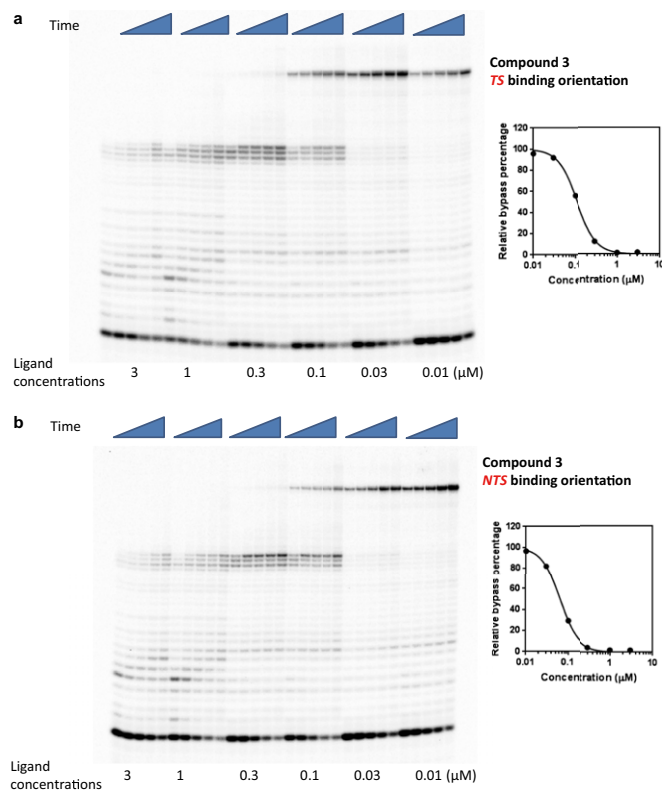 a
Time
Compound 3
TS binding orientation
Relative bypass percentage
120
100
80
60
40
20
0
0.01
0.1
1
10
Concentration (μM)
Ligand
concentrations
3
1
0.3
0.1
0.03
0.01 (μM)
b
Time
Compound 3
NTS binding orientation
Relative bypass percentage
120
100
80
60
40
20
0
0.01
0.1
1
10
Concentration (μM)
Ligand
concentrations
3
1
0.3
0.1
0.03
0.01 (μM)